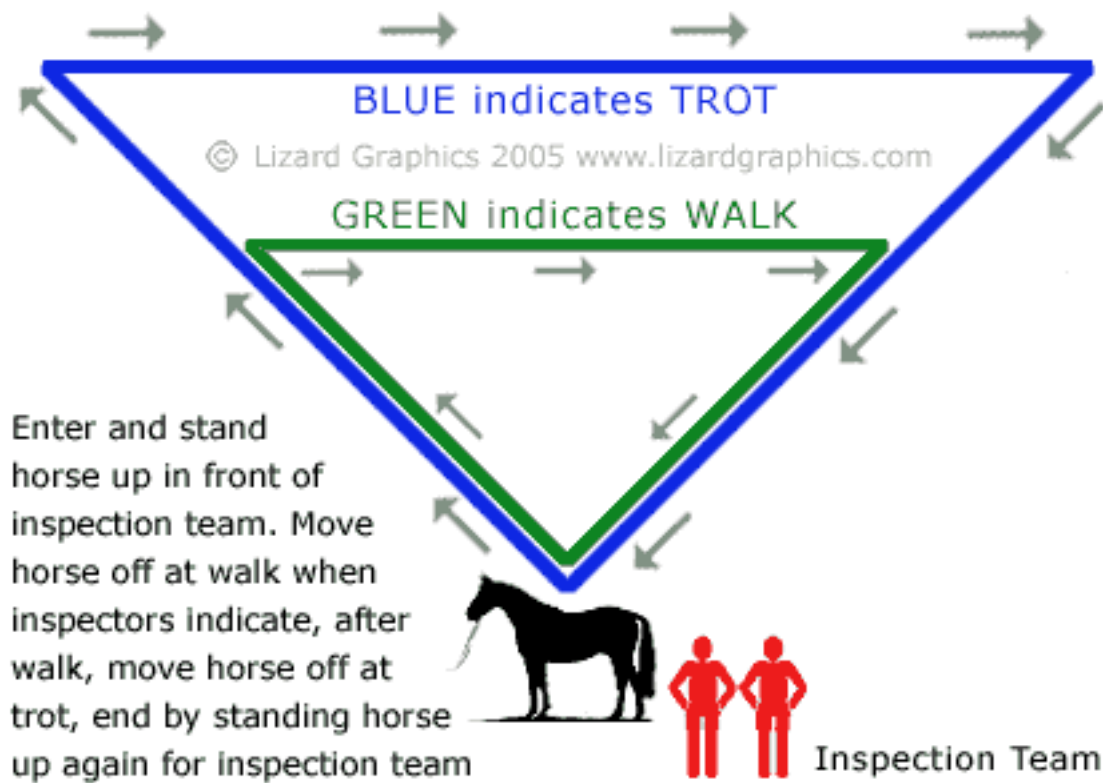 BLUE indicates TROT
© Lizard Graphics 2005 www.lizardgraphics.com
GREEN indicates WALK
Enter and stand
horse up in front of
inspection team. Move
horse off at walk when
inspectors indicate, after
walk, move horse off at
trot, end by standing horse
up again for inspection team
Inspection Team